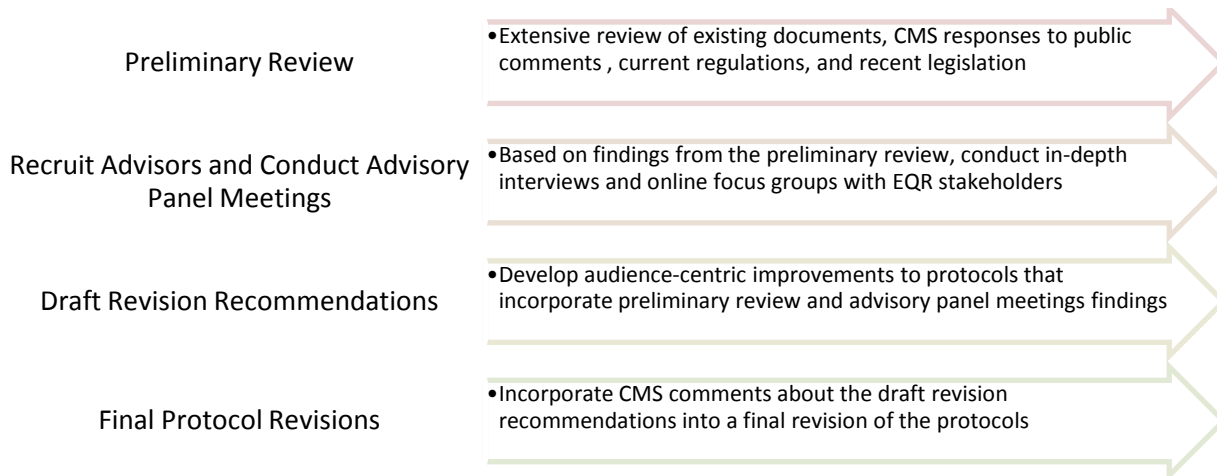 Preliminary Review
•Extensive review of existing documents, CMS responses to public
comments , current regulations, and recent legislation
Recruit Advisors and Conduct Advisory
Panel Meetings
•Based on findings from the preliminary review, conduct in-depth
interviews and online focus groups with EQR stakeholders
Draft Revision Recommendations
•Develop audience-centric improvements to protocols that
incorporate preliminary review and advisory panel meetings findings
Final Protocol Revisions
•Incorporate CMS comments about the draft revision
recommendations into a final revision of the protocols